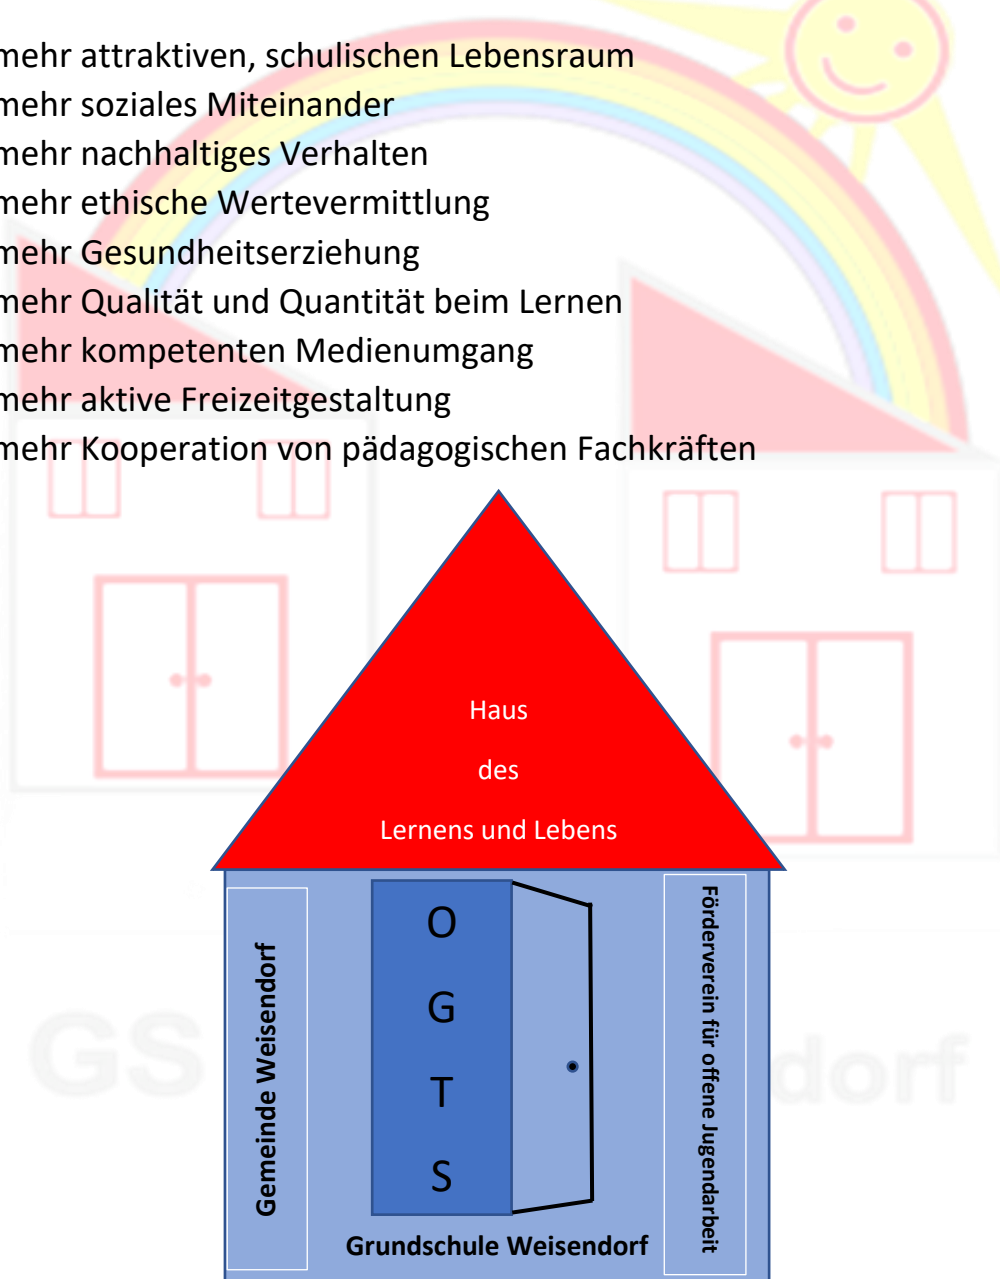 mehr attraktiven, schulischen Lebensraum
mehr soziales Miteinander
mehr nachhaltiges Verhalten
mehr ethische Wertevermittlung
mehr Gesundheitserziehung
mehr Qualität und Quantität beim Lernen
mehr kompetenten Medienumgang
mehr aktive Freizeitgestaltung
mehr Kooperation von pädagogischen Fachkräften
Haus
des
Lernens und Lebens
Gemeinde Weisendorf
O
G
T
S
Förderverein für offene Jugendarbeit
Grundschule Weisendorf
GS dorf